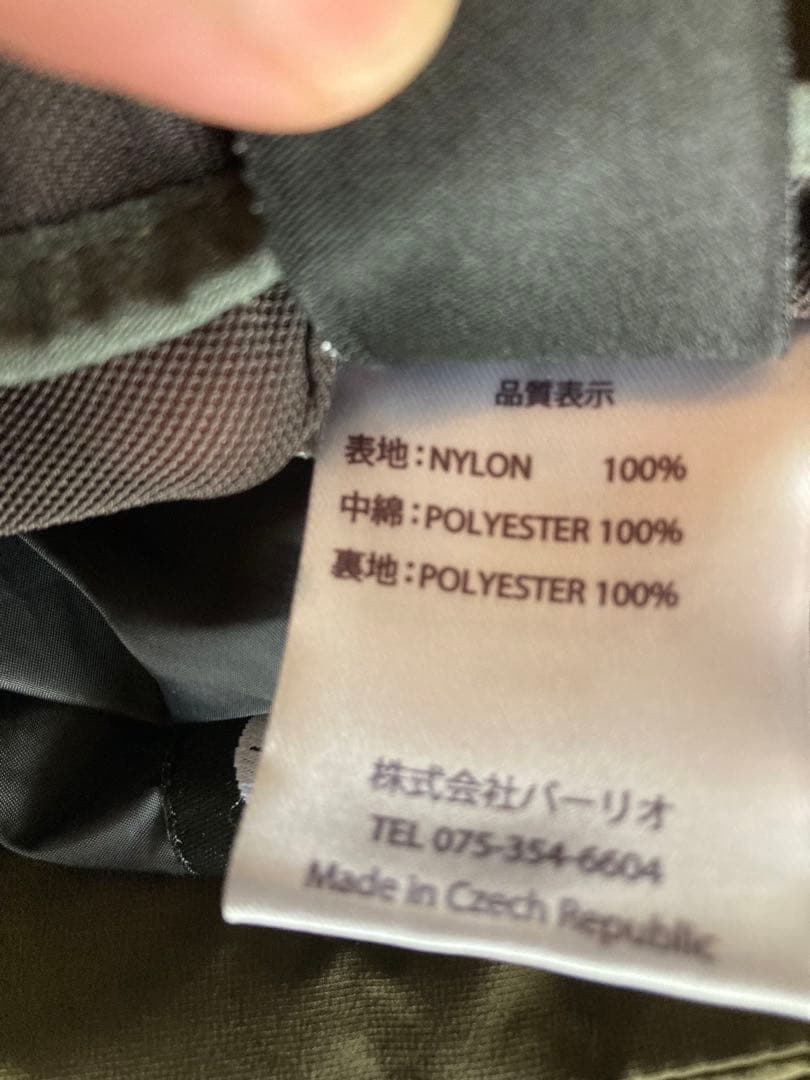 品質表示
表地:NYLON 100%
中綿:POLYESTER 100%
裏地:POLYESTER 100%
株式会社バーリオ
TEL 075-354-6604
Made in Czech Republic